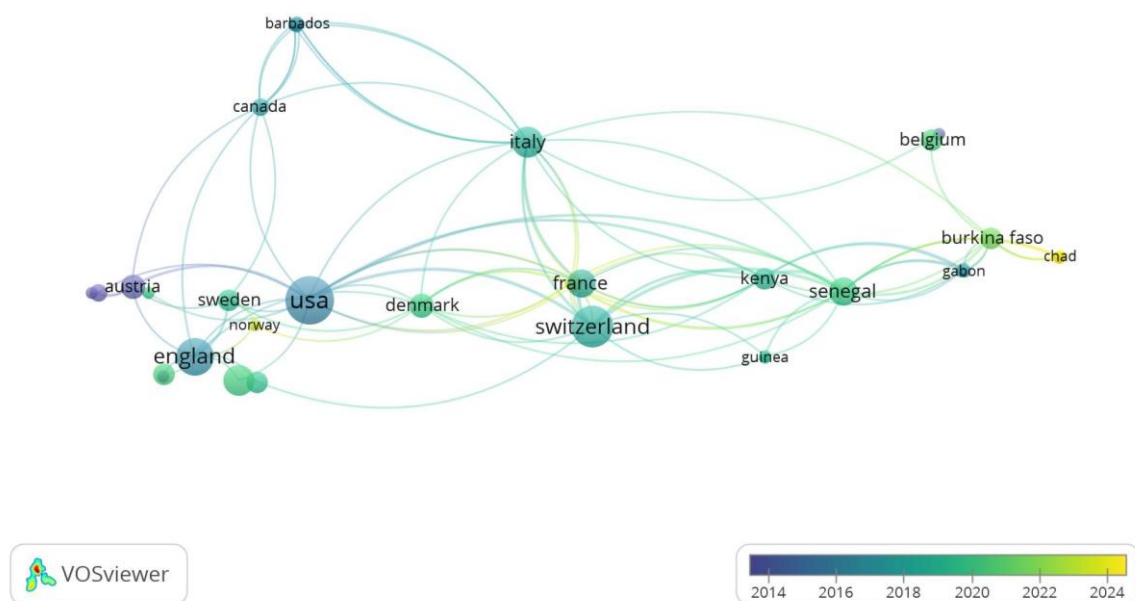 barbados
canada
italy
belgium
burkina faso
chad
gabon
kenya
senegal
france
austria
sweden
usa
denmark
norway
switzerland
england
guinea
VOSviewer
2014 2016 2018 2020 2022 2024